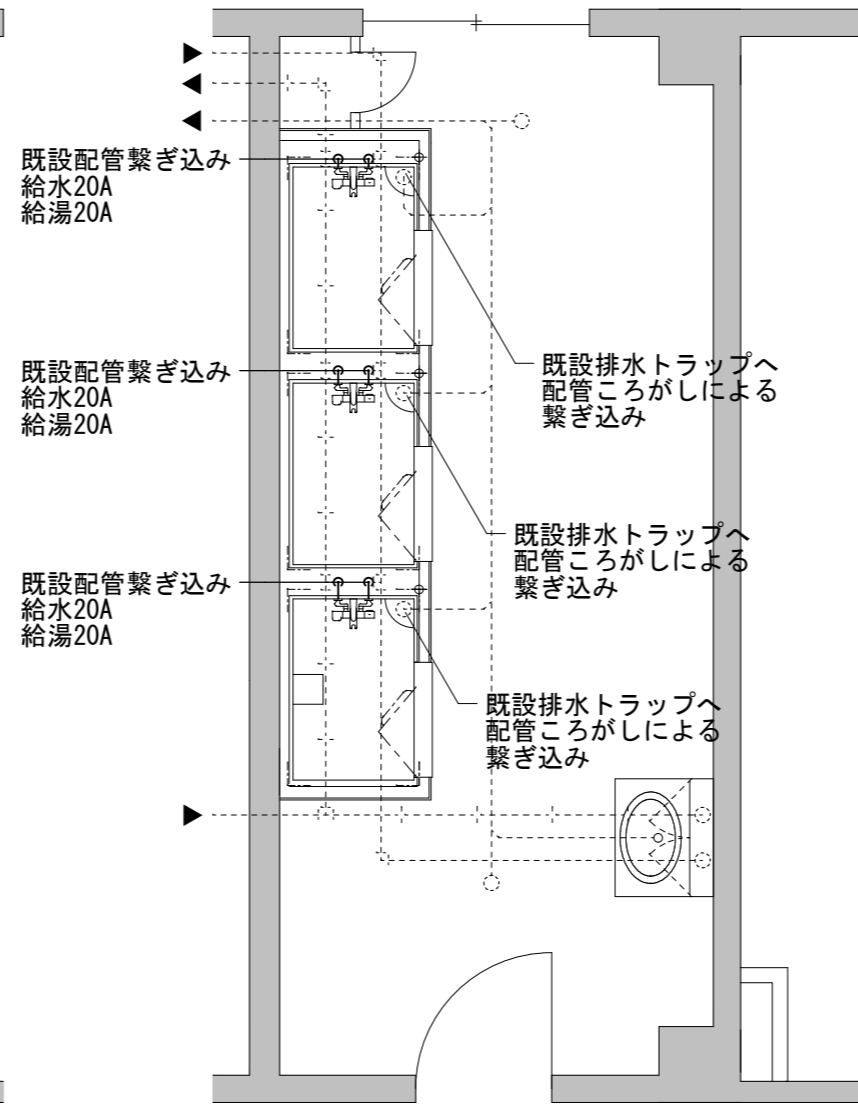 既設配管繋ぎ込み
給水20A
給湯20A
既設排水トラップへ
配管ころがしによる
繋ぎ込み
既設配管繋ぎ込み
給水20A
給湯20A
既設排水トラップへ
配管ころがしによる
繋ぎ込み
既設配管繋ぎ込み
給水20A
給湯20A
既設排水トラップへ
配管ころがしによる
繋ぎ込み